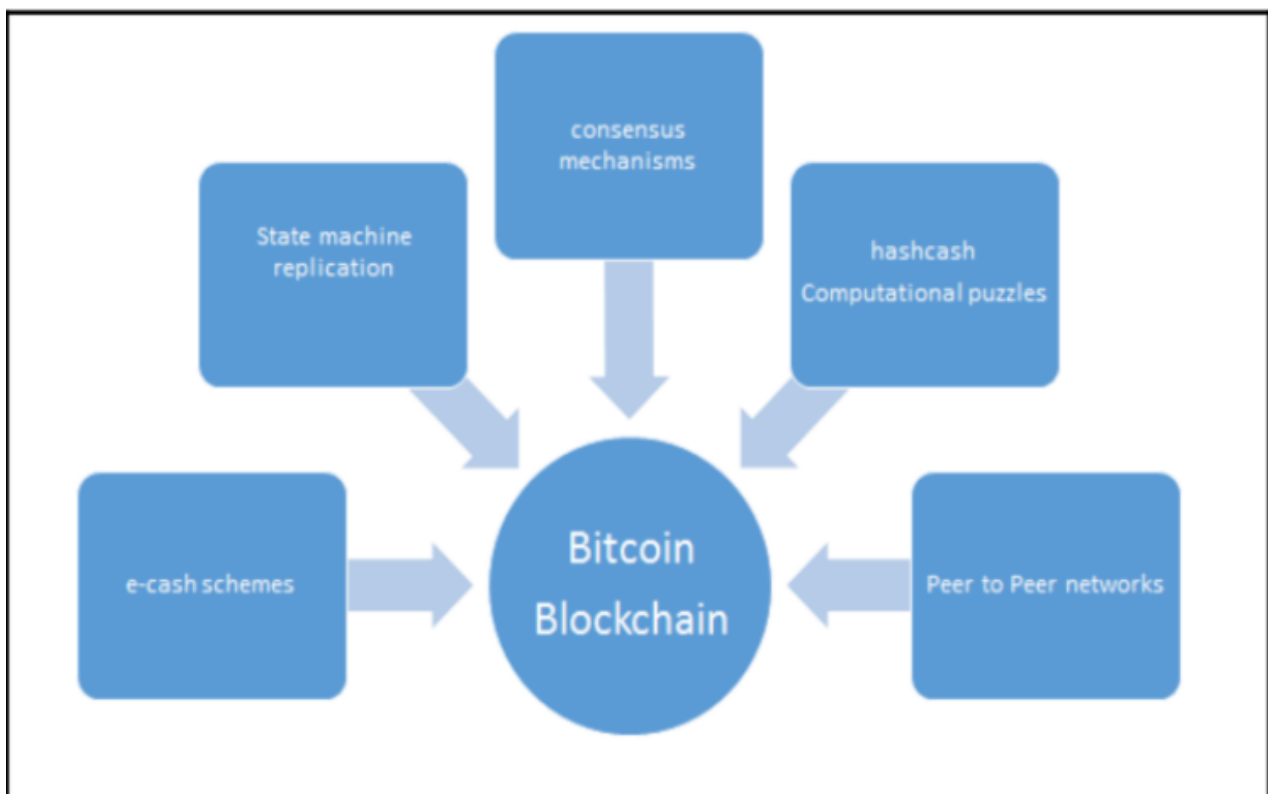 consensus
mechanisms
State machine
replication
hashcash
Computational puzzles
e-cash schemes
Bitcoin
Blockchain
Peer to Peer networks